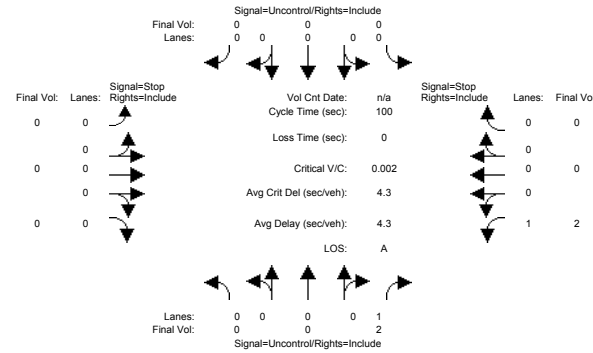 Signal=Uncontrol/Rights=Include
Final Vol: 0 0 0
Lanes: 0 0 0 0 0
Signal=Stop Signal=Stop
Final Vol: Lanes: Rights=Include Vol Cnt Date: n/a Rights=Include Lanes: Final Vo
Cycle Time (sec): 100
0 0 0 0
Loss Time (sec): 0
0 0
0 0 Critical V/C: 0.002 0 0
0 Avg Crit Del (sec/veh): 4.3 0
0 0 Avg Delay (sec/veh): 4.3 1 2
LOS: A
Lanes: 0 0 0 0 1
Final Vol: 0 0 2
Signal=Uncontrol/Rights=Include